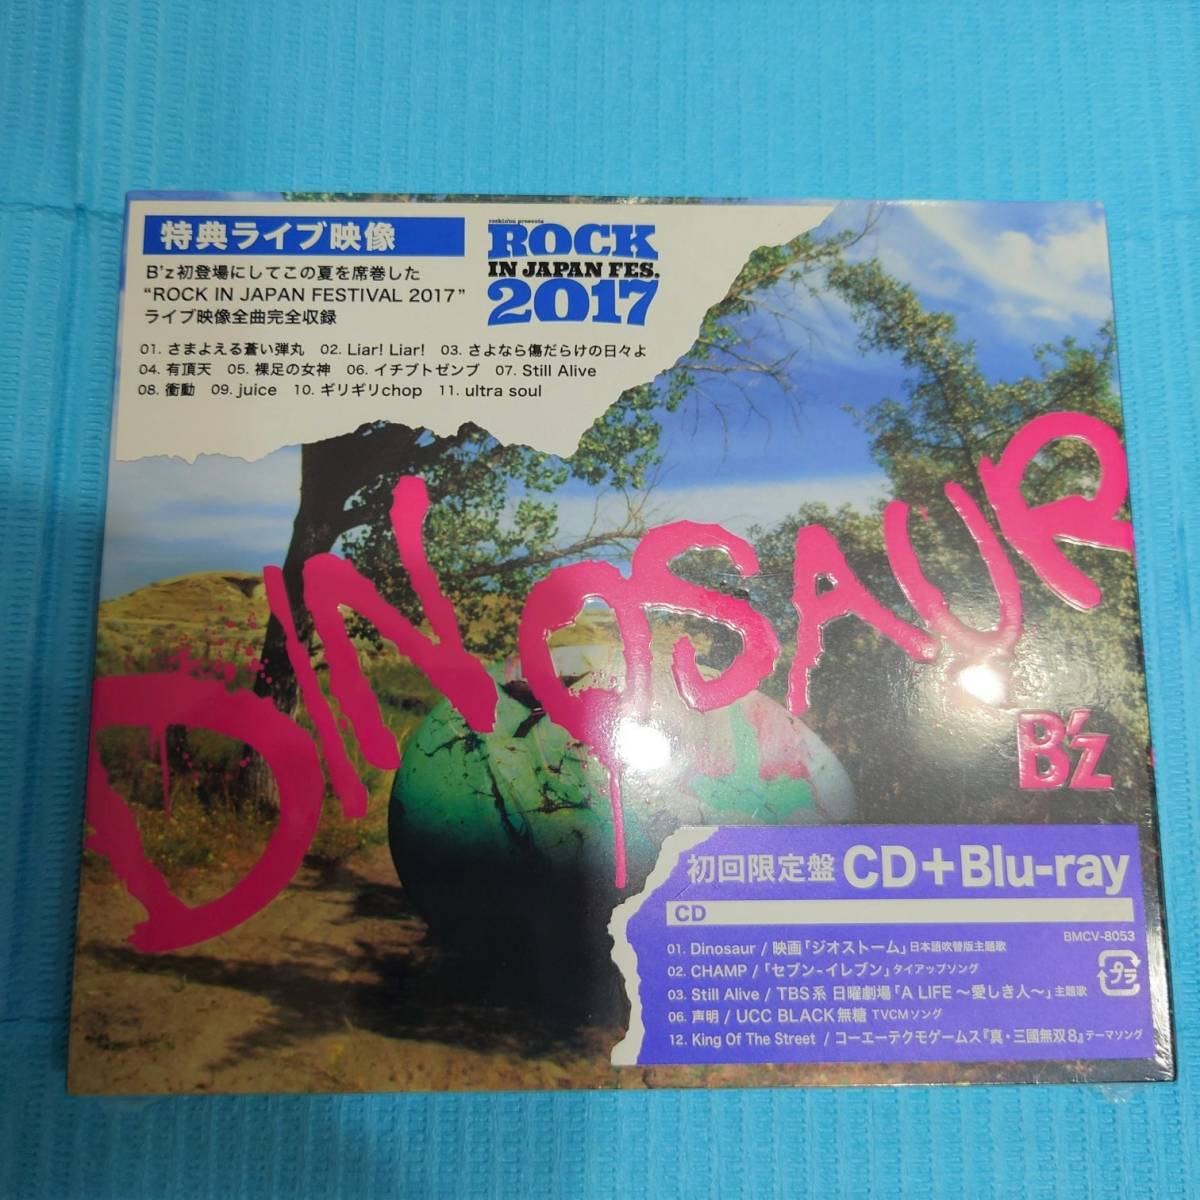 特典ライブ映像
B'z初登場にしてこの夏を席巻した
“ROCK IN JAPAN FESTIVAL 2017”
ライブ映像全曲完全収録
rockin'on presents
ROCK
IN JAPAN FES.
2017
01. さまよえる蒼い弾丸 02. Liar! Liar! 03. さよなら傷だらけの日々よ
04. 有頂天 05. 裸足の女神 06. イチブトゼンブ 07. Still Alive
08. 衝動 09. juice 10. ギリギリchop 11. ultra soul
DINOSAUR
B'z
初回限定盤 CD+Blu-ray
CD
BMCV-8053
01. Dinosaur / 映画「ジオストーム」日本語吹替版主題歌
02. CHAMP /「セブン-イレブン」タイアップソング
03. Still Alive / TBS系 日曜劇場「A LIFE～愛しき人～」主題歌
06. 声明 / UCC BLACK無糖 TVCMソング
12. King Of The Street / コーエーテクモゲームス『真・三國無双8』テーマソング
プラ